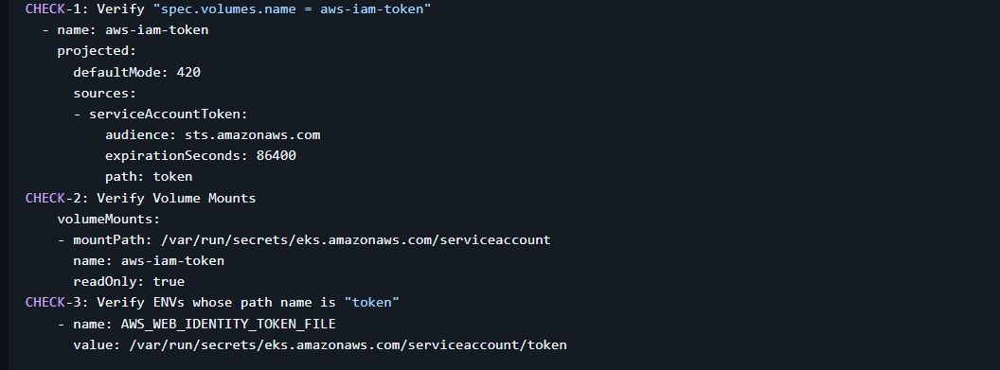 CHECK-1: Verify "spec.volumes.name = aws-iam-token"
  - name: aws-iam-token
    projected:
      defaultMode: 420
      sources:
      - serviceAccountToken:
          audience: sts.amazonaws.com
          expirationSeconds: 86400
          path: token
CHECK-2: Verify Volume Mounts
    volumeMounts:
    - mountPath: /var/run/secrets/eks.amazonaws.com/serviceaccount
      name: aws-iam-token
      readOnly: true
CHECK-3: Verify ENVs whose path name is "token"
    - name: AWS_WEB_IDENTITY_TOKEN_FILE
      value: /var/run/secrets/eks.amazonaws.com/serviceaccount/token